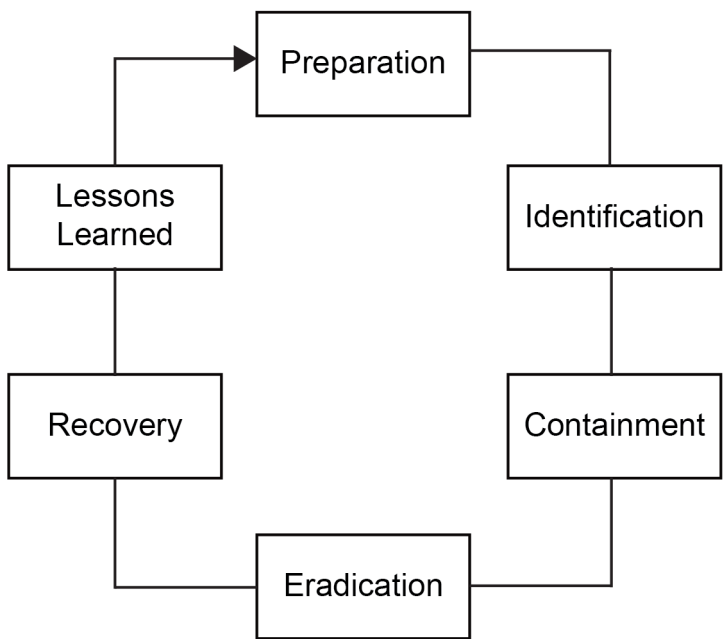 Preparation
Identification
Containment
Eradication
Recovery
Lessons
Learned